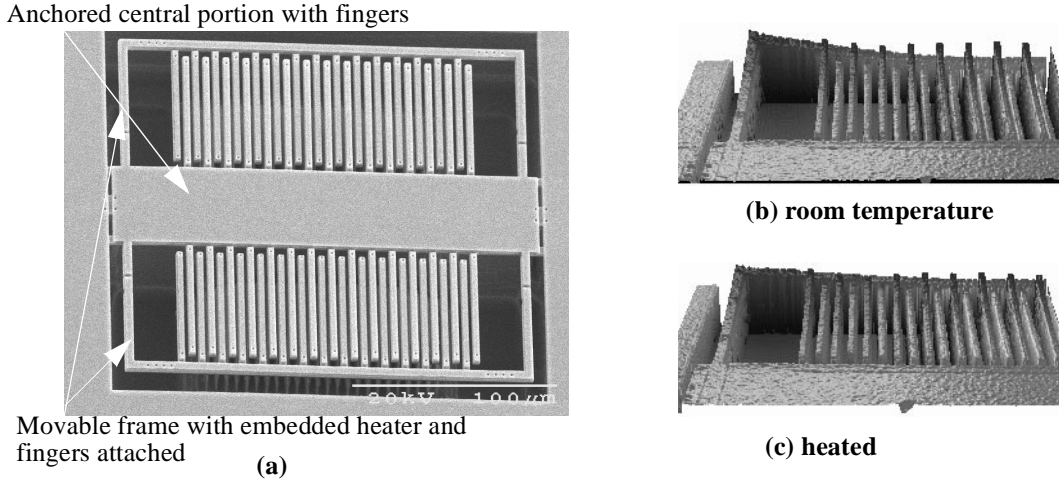 Anchored central portion with fingers
20kV 100µm
Movable frame with embedded heater and
fingers attached
(a)
(b) room temperature
(c) heated